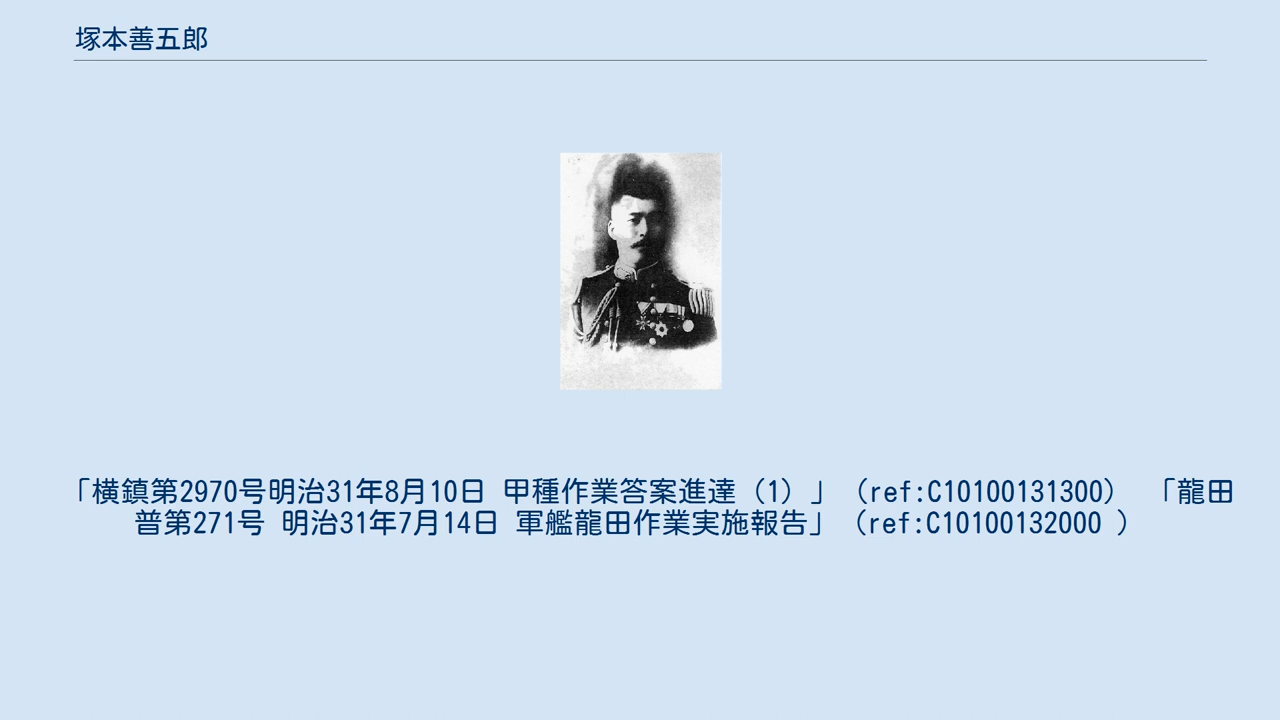 塚本善五郎
「横鎮第2970号明治31年8月10日 甲種作業答案進達（1）」（ref:C10100131300） 「龍田
普第271号 明治31年7月14日 軍艦龍田作業実施報告」（ref:C10100132000 ）